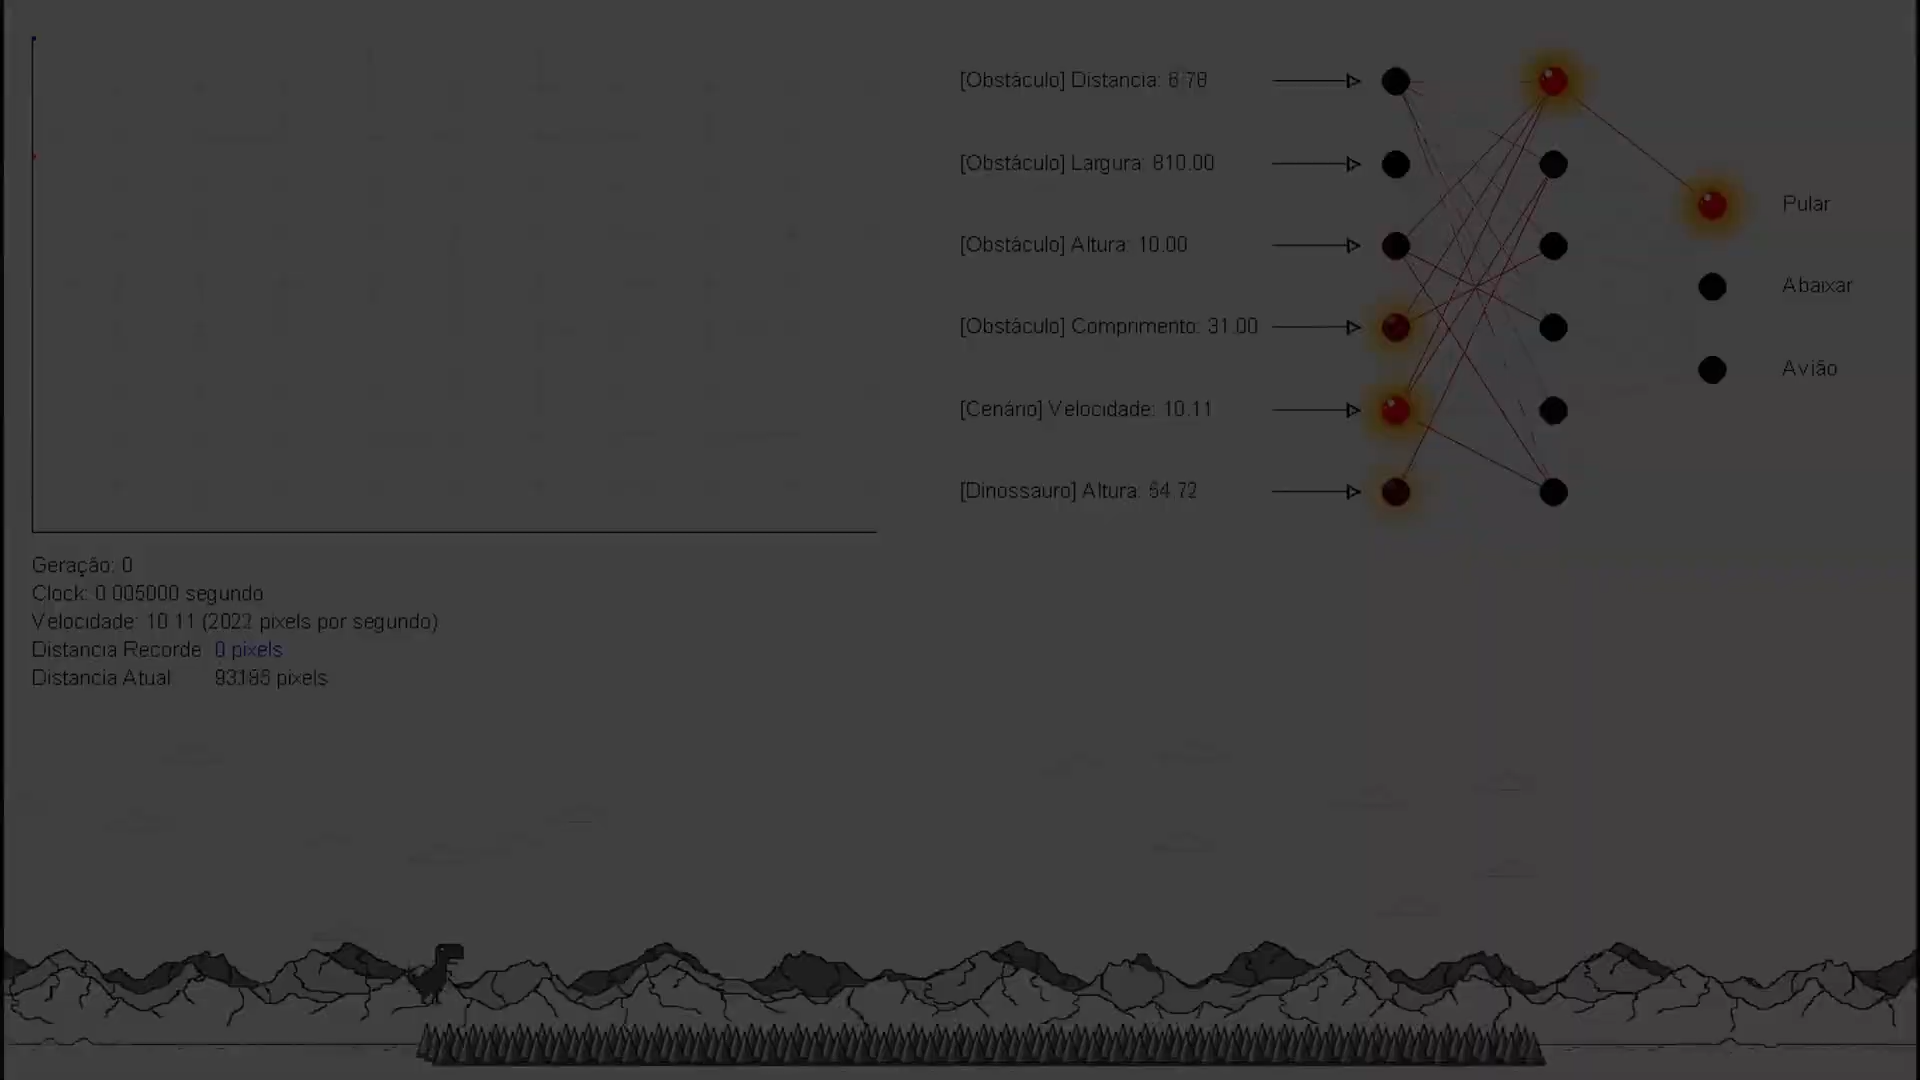 [Obstáculo] Distancia: 6.78
[Obstáculo] Largura: 810.00
[Obstáculo] Altura: 10.00
[Obstáculo] Comprimento: 31.00
[Cenário] Velocidade: 10.11
[Dinossauro] Altura: 54.72
Pular
Abaixar
Avião
Geração: 0
Clock: 0.005000 segundo
Velocidade: 10.11 (2022 pixels por segundo)
Distancia Recorde: 0 pixels
Distancia Atual: 93186 pixels